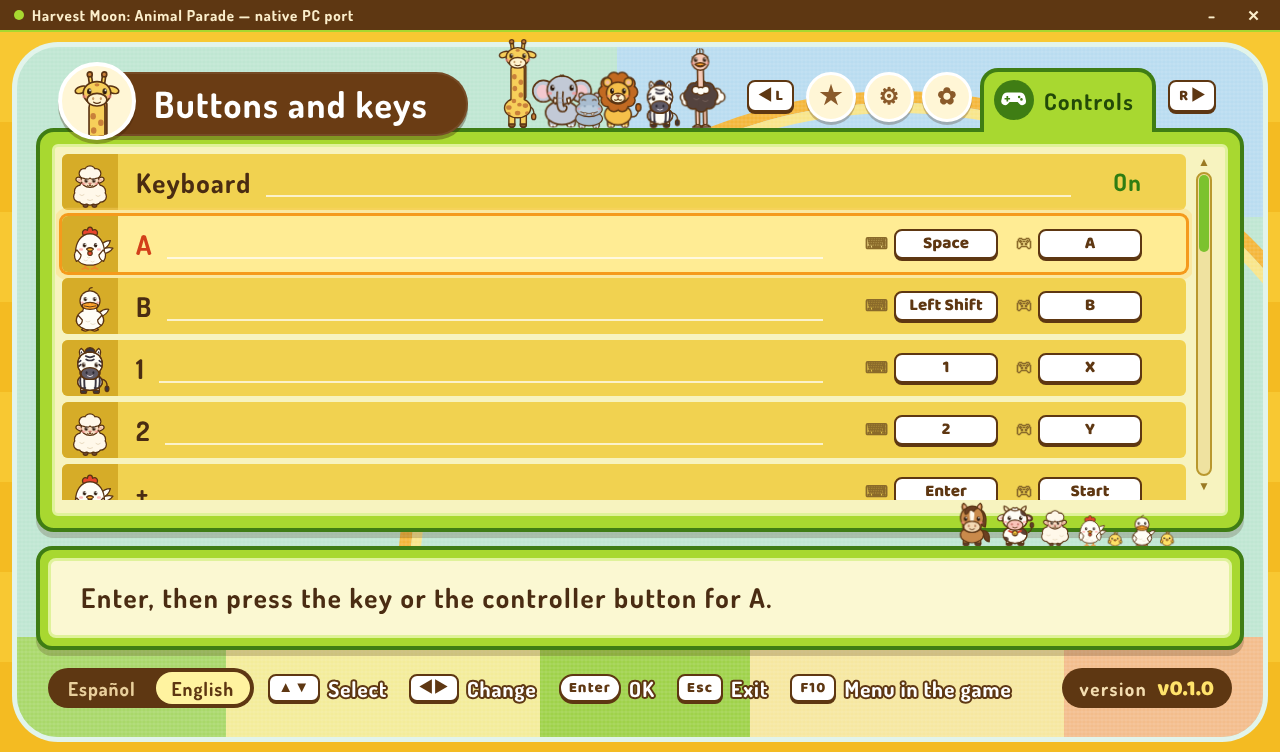 Harvest Moon: Animal Parade — native PC port
Buttons and keys
L
Controls
R
Keyboard On
A Space A
B Left Shift B
1 1 X
2 2 Y
+ Enter Start
Enter, then press the key or the controller button for A.
Español English Select Change Enter OK Esc Exit F10 Menu in the game version v0.1.0